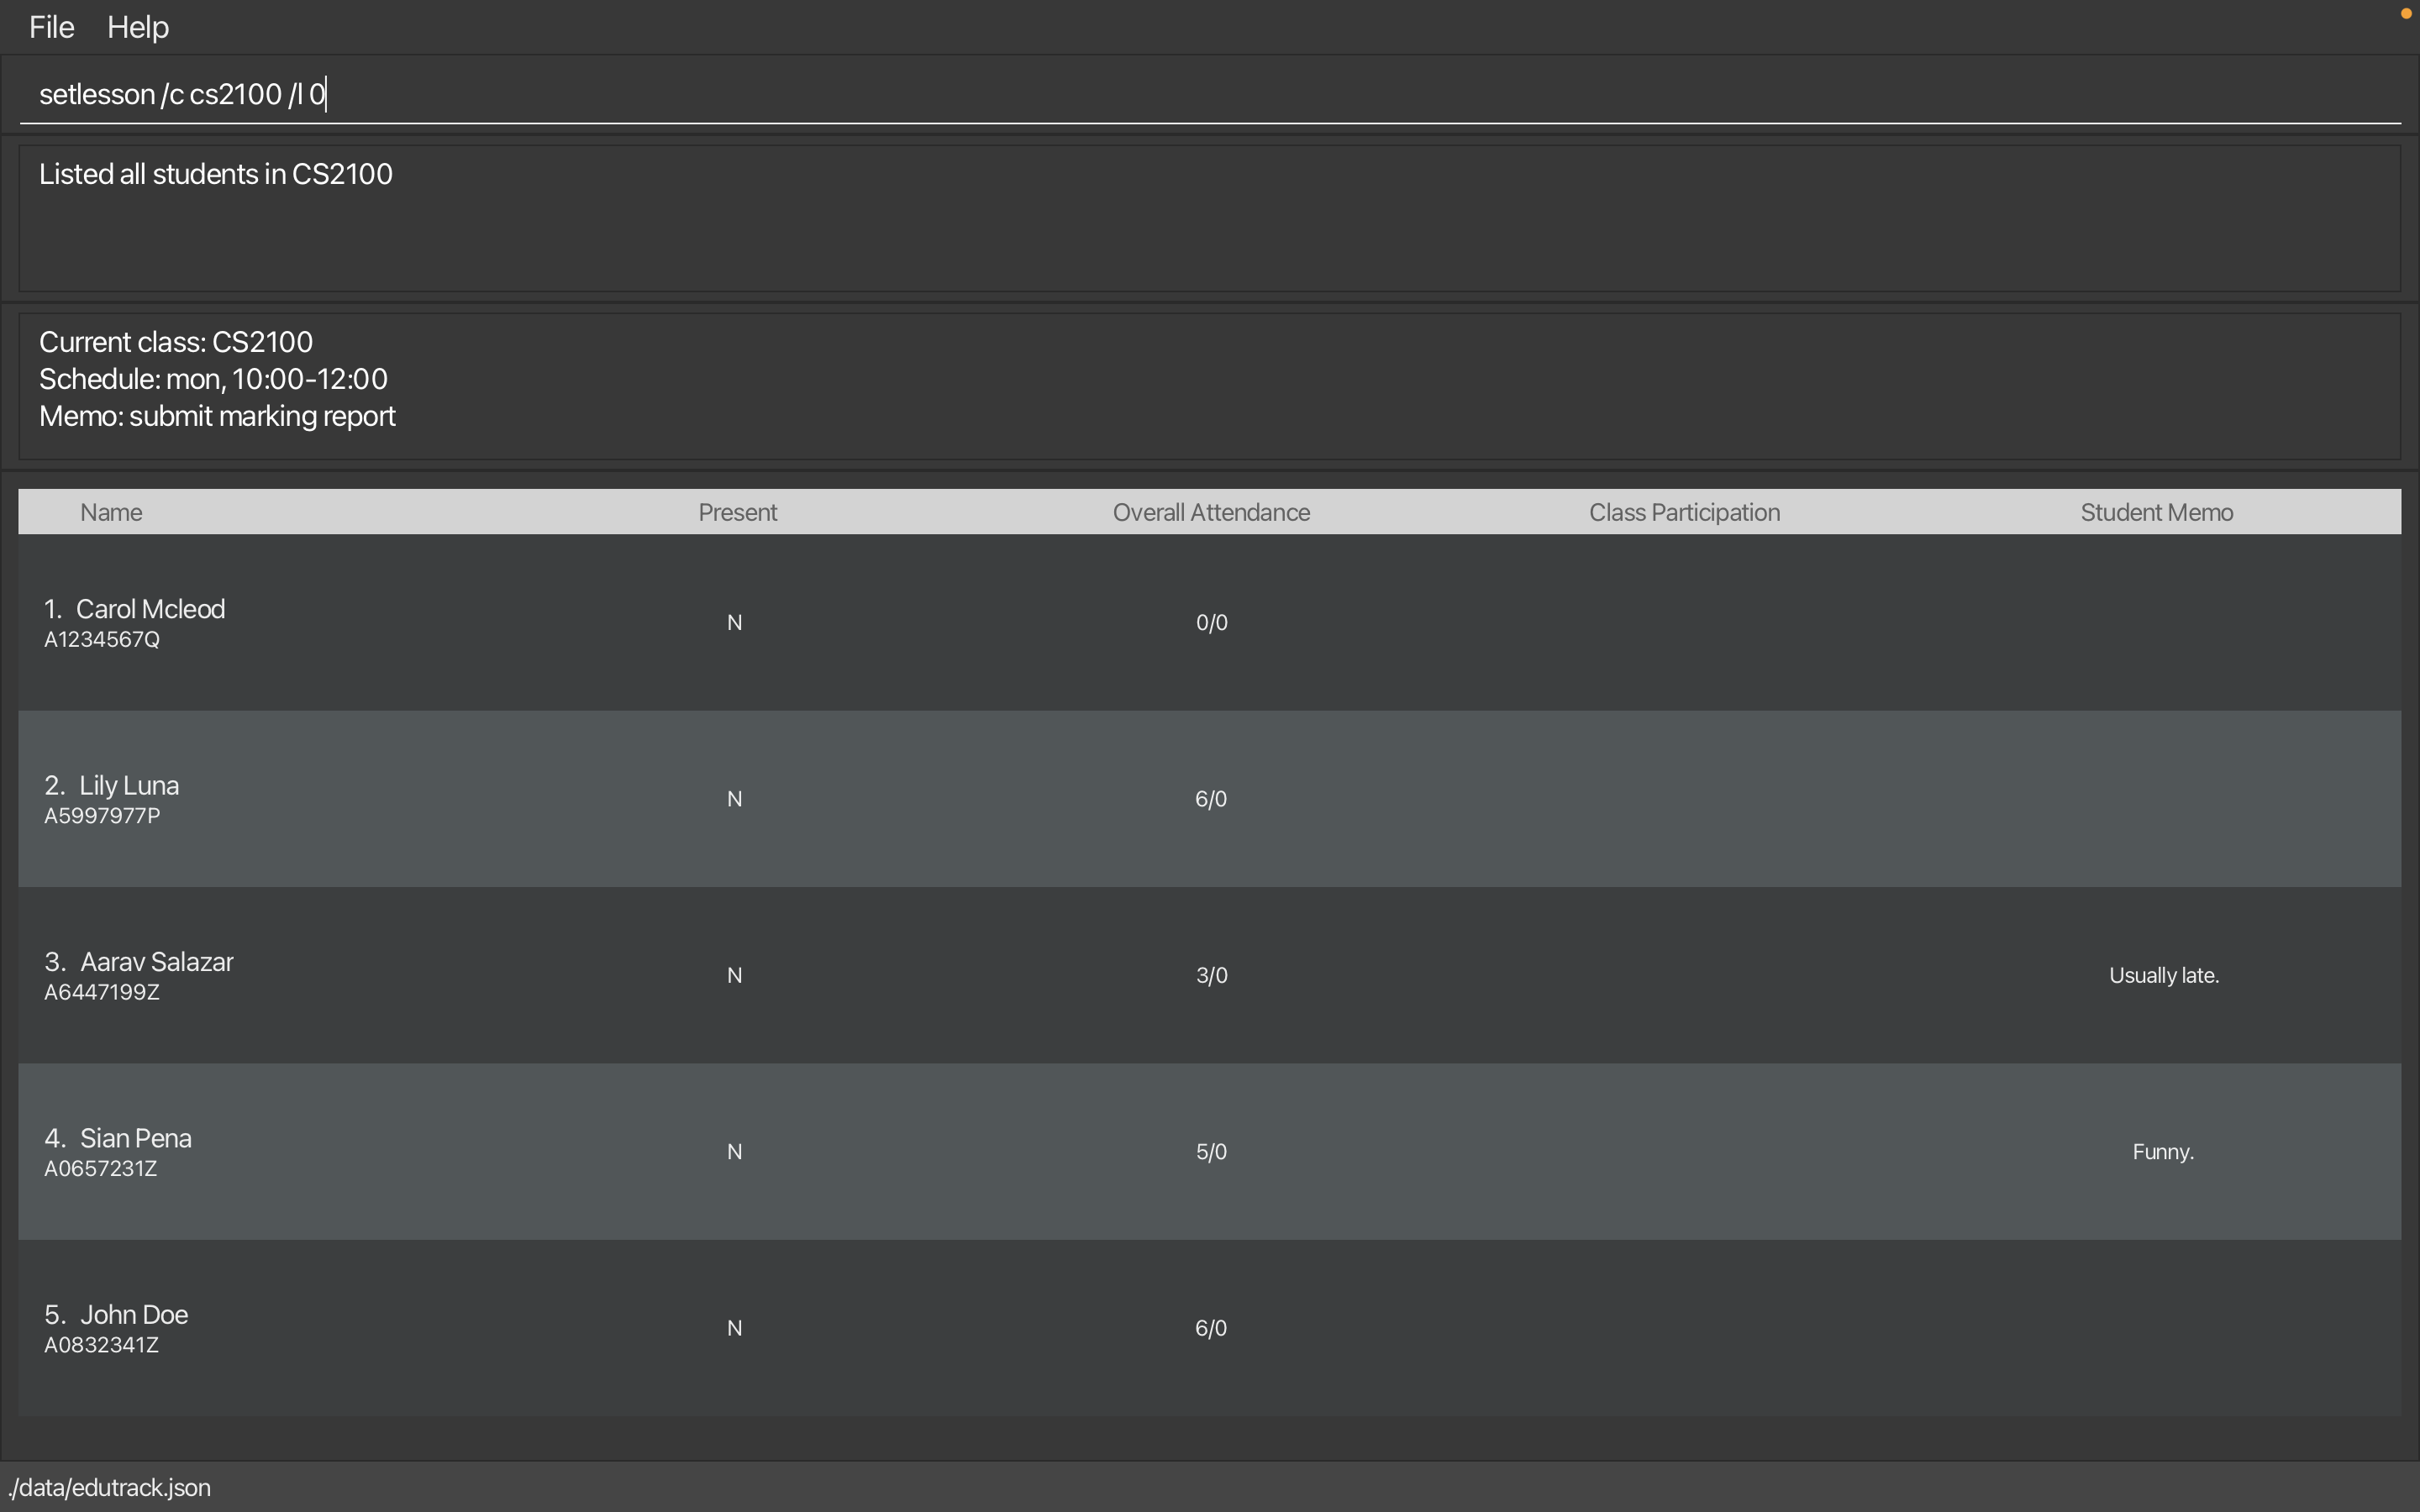 File Help
setlesson /c cs2100 /l 0
Listed all students in CS2100
Current class: CS2100
Schedule: mon, 10:00-12:00
Memo: submit marking report
Name Present Overall Attendance Class Participation Student Memo
1. Carol Mcleod
A1234567Q
N 0/0
2. Lily Luna
A5997977P
N 6/0
3. Aarav Salazar
A6447199Z
N 3/0 Usually late.
4. Sian Pena
A0657231Z
N 5/0 Funny.
5. John Doe
A0832341Z
N 6/0
./data/edutrack.json